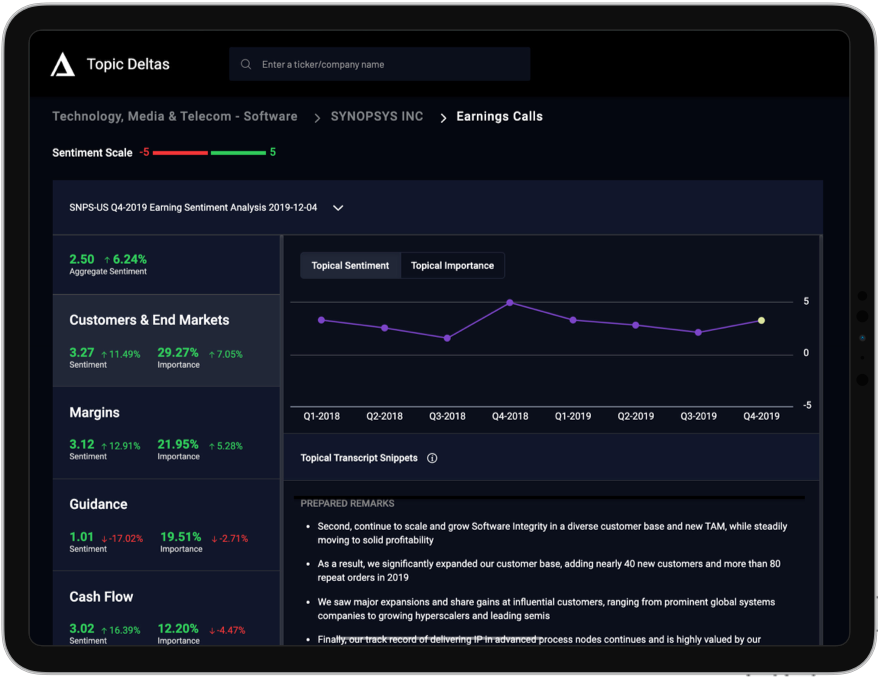 Topic Deltas
Enter a ticker/company name
Technology, Media & Telecom - Software > SYNOPSYS INC > Earnings Calls
Sentiment Scale -5 5
SNPS-US Q4-2019 Earning Sentiment Analysis 2019-12-04
2.50 ↑ 6.24%
Aggregate Sentiment
Customers & End Markets
3.27 ↑ 11.49% 29.27% ↑ 7.05%
Sentiment Importance
Margins
3.12 ↑ 12.91% 21.95% ↑ 5.28%
Sentiment Importance
Guidance
1.01 ↓ -17.02% 19.51% ↓ -2.71%
Sentiment Importance
Cash Flow
3.02 ↑ 16.39% 12.20% ↓ -4.47%
Sentiment Importance
Topical Sentiment Topical Importance
5
0
-5
Q1-2018 Q2-2018 Q3-2018 Q4-2018 Q1-2019 Q2-2019 Q3-2019 Q4-2019
Topical Transcript Snippets
PREPARED REMARKS
• Second, continue to scale and grow Software Integrity in a diverse customer base and new TAM, while steadily
moving to solid profitability
• As a result, we significantly expanded our customer base, adding nearly 40 new customers and more than 80
repeat orders in 2019
• We saw major expansions and share gains at influential customers, ranging from prominent global systems
companies to growing hyperscalers and leading semis
• Finally, our track record of delivering IP in advanced process nodes continues and is highly valued by our